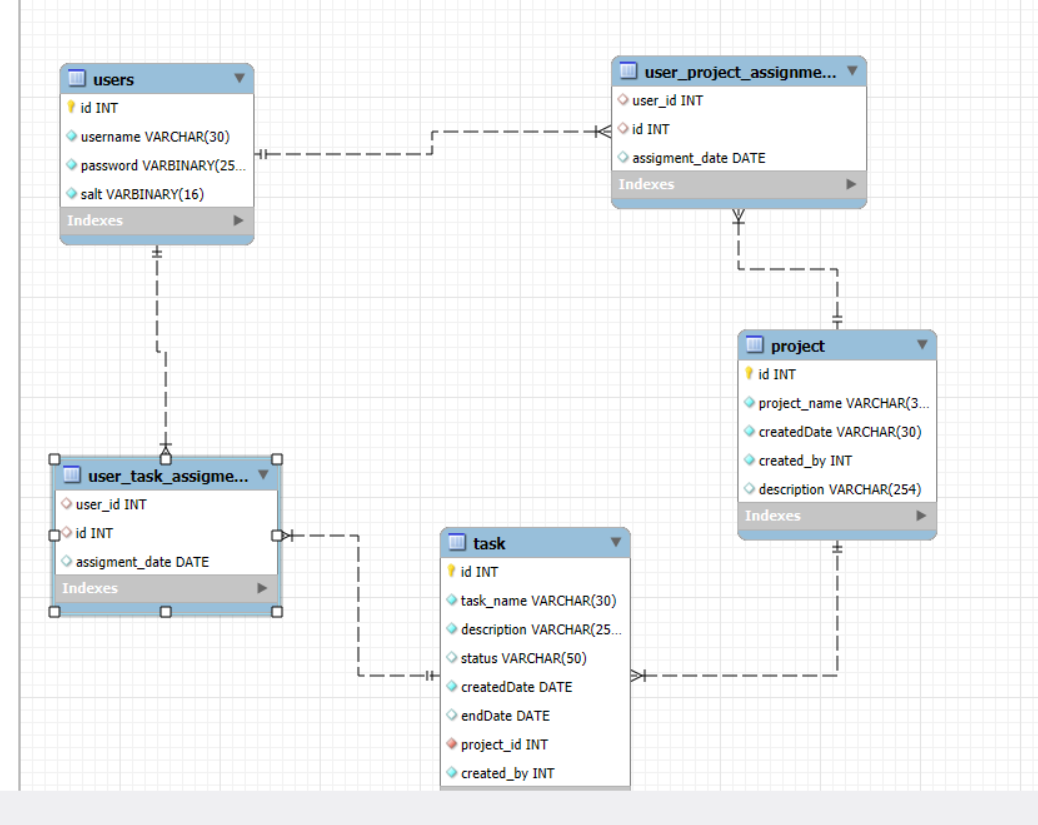 users
id INT
username VARCHAR(30)
password VARBINARY(25...
salt VARBINARY(16)
Indexes
user_project_assignme...
user_id INT
id INT
assigment_date DATE
Indexes
project
id INT
project_name VARCHAR(3...
createdDate VARCHAR(30)
created_by INT
description VARCHAR(254)
Indexes
user_task_assigme...
user_id INT
id INT
assigment_date DATE
Indexes
task
id INT
task_name VARCHAR(30)
description VARCHAR(25...
status VARCHAR(50)
createdDate DATE
endDate DATE
project_id INT
created_by INT